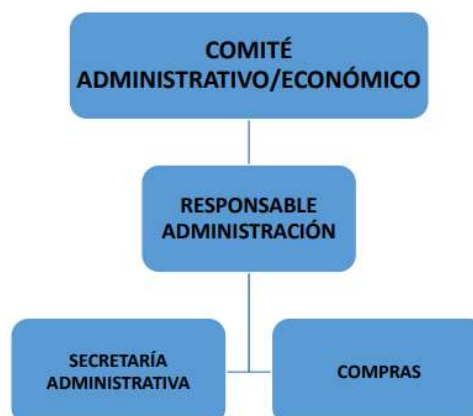 COMITÉ
ADMINISTRATIVO/ECONÓMICO
RESPONSABLE
ADMINISTRACIÓN
SECRETARÍA
ADMINISTRATIVA
COMPRAS